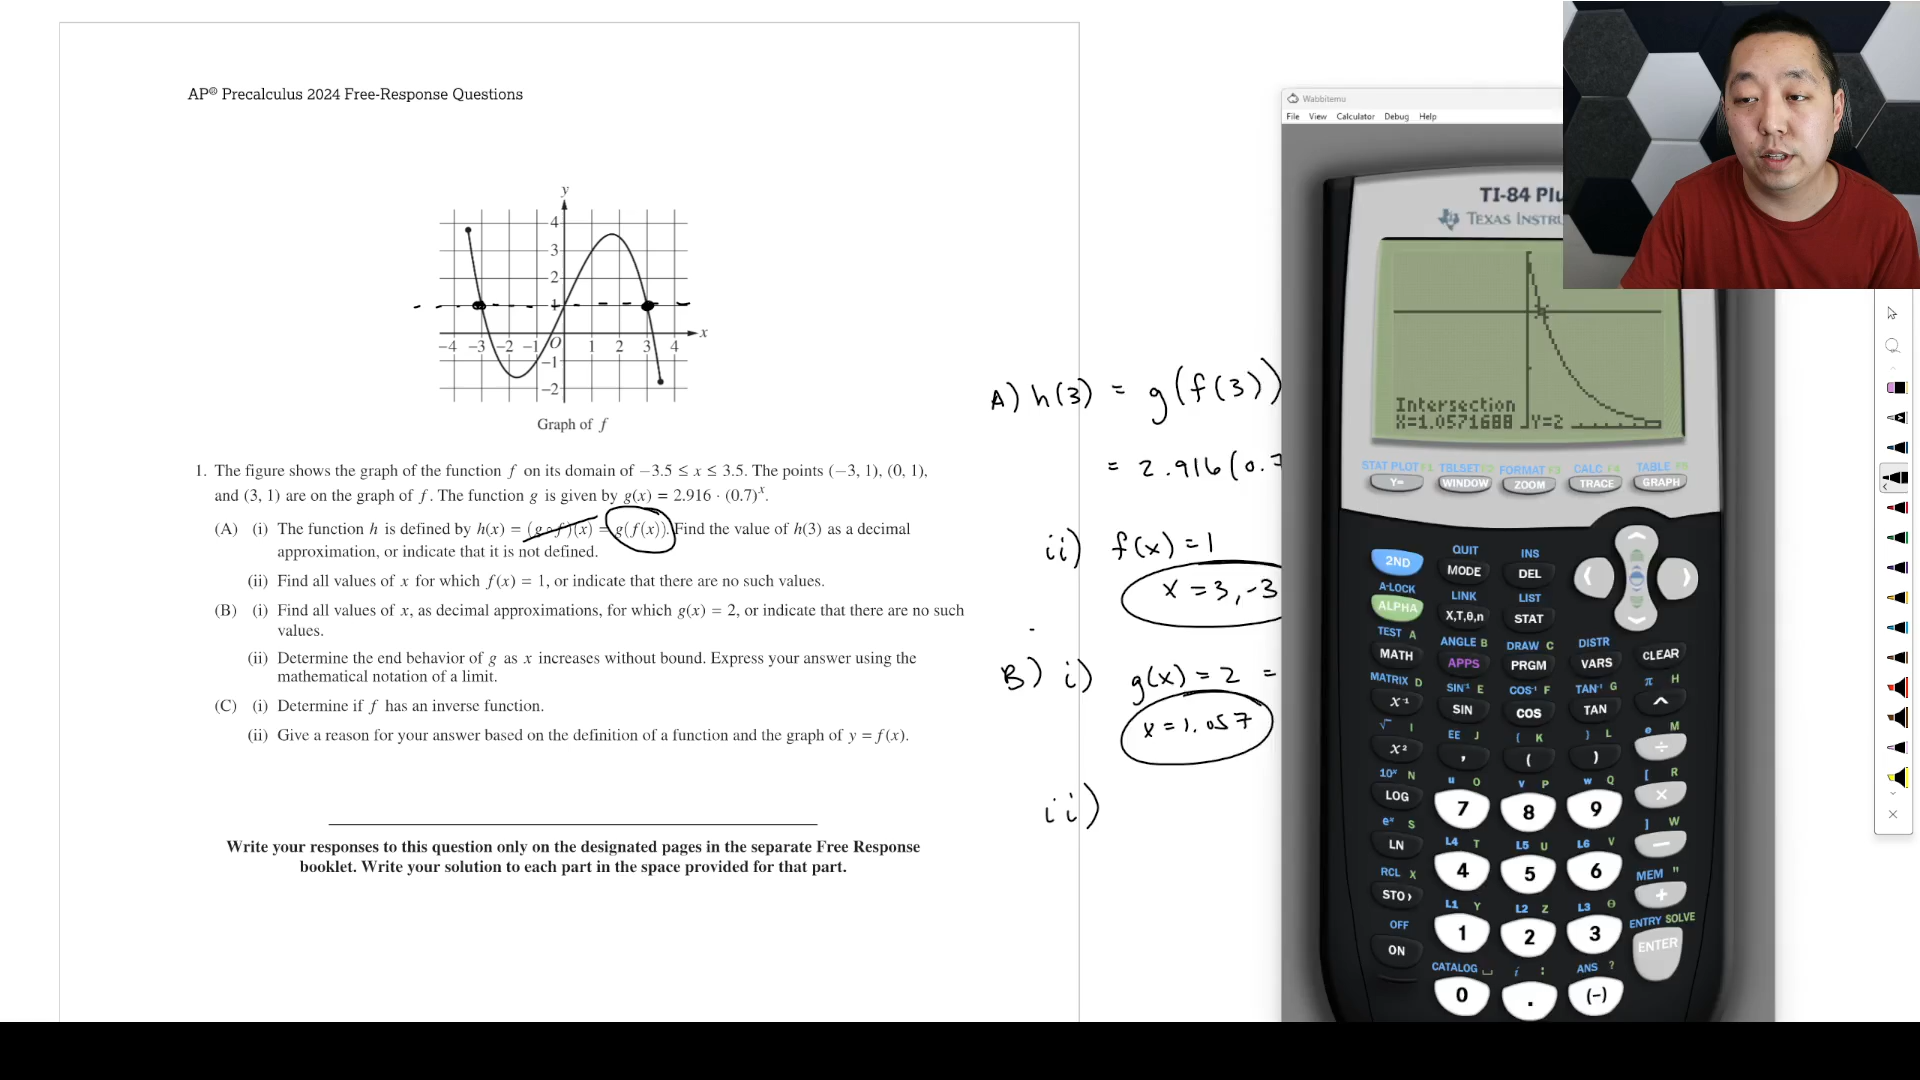 AP® Precalculus 2024 Free-Response Questions
y
4
3
2
1
-4 -3 -2 -1 O 1 2 3 4 x
-1
-2
Graph of f
1. The figure shows the graph of the function f on its domain of −3.5 ≤ x ≤ 3.5. The points (−3, 1), (0, 1),
and (3, 1) are on the graph of f. The function g is given by g(x) = 2.916 · (0.7)^x.
(A) (i) The function h is defined by h(x) = (g∘f)(x) = g(f(x)). Find the value of h(3) as a decimal
approximation, or indicate that it is not defined.
(ii) Find all values of x for which f(x) = 1, or indicate that there are no such values.
(B) (i) Find all values of x, as decimal approximations, for which g(x) = 2, or indicate that there are no such
values.
(ii) Determine the end behavior of g as x increases without bound. Express your answer using the
mathematical notation of a limit.
(C) (i) Determine if f has an inverse function.
(ii) Give a reason for your answer based on the definition of a function and the graph of y = f(x).
Write your responses to this question only on the designated pages in the separate Free Response
booklet. Write your solution to each part in the space provided for that part.
A) h(3) = g(f(3))
= 2.916(0.7
ii) f(x) = 1
x = 3, -3
B) i) g(x) = 2 =
x = 1.057
ii)
Wabbitemu
File View Calculator Debug Help
TI-84 Plu
TEXAS INSTRU
Intersection
X=1.0571688 Y=2
STAT PLOT F1 TBLSET F2 FORMAT F3 CALC F4 TABLE F5
Y= WINDOW ZOOM TRACE GRAPH
QUIT INS
2ND MODE DEL
A-LOCK LINK LIST
ALPHA X,T,θ,n STAT
TEST A ANGLE B DRAW C DISTR
MATH APPS PRGM VARS CLEAR
MATRIX D SIN⁻¹ E COS⁻¹ F TAN⁻¹ G π H
X⁻¹ SIN COS TAN ^
√ I EE J { K } L e M
X² , ( ) ÷
10ˣ N u O v P w Q [ R
LOG 7 8 9 ×
eˣ S L4 T L5 U L6 V ] W
LN 4 5 6 −
RCL X L1 Y L2 Z L3 θ MEM "
STO› 1 2 3 +
OFF CATALOG ⎵ i : ANS ? ENTRY SOLVE
ON 0 . (-) ENTER